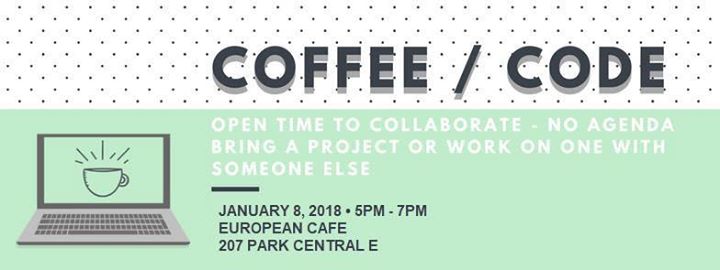 COFFEE / CODE
OPEN TIME TO COLLABORATE - NO AGENDA
BRING A PROJECT OR WORK ON ONE WITH
SOMEONE ELSE
JANUARY 8, 2018 • 5PM - 7PM
EUROPEAN CAFE
207 PARK CENTRAL E